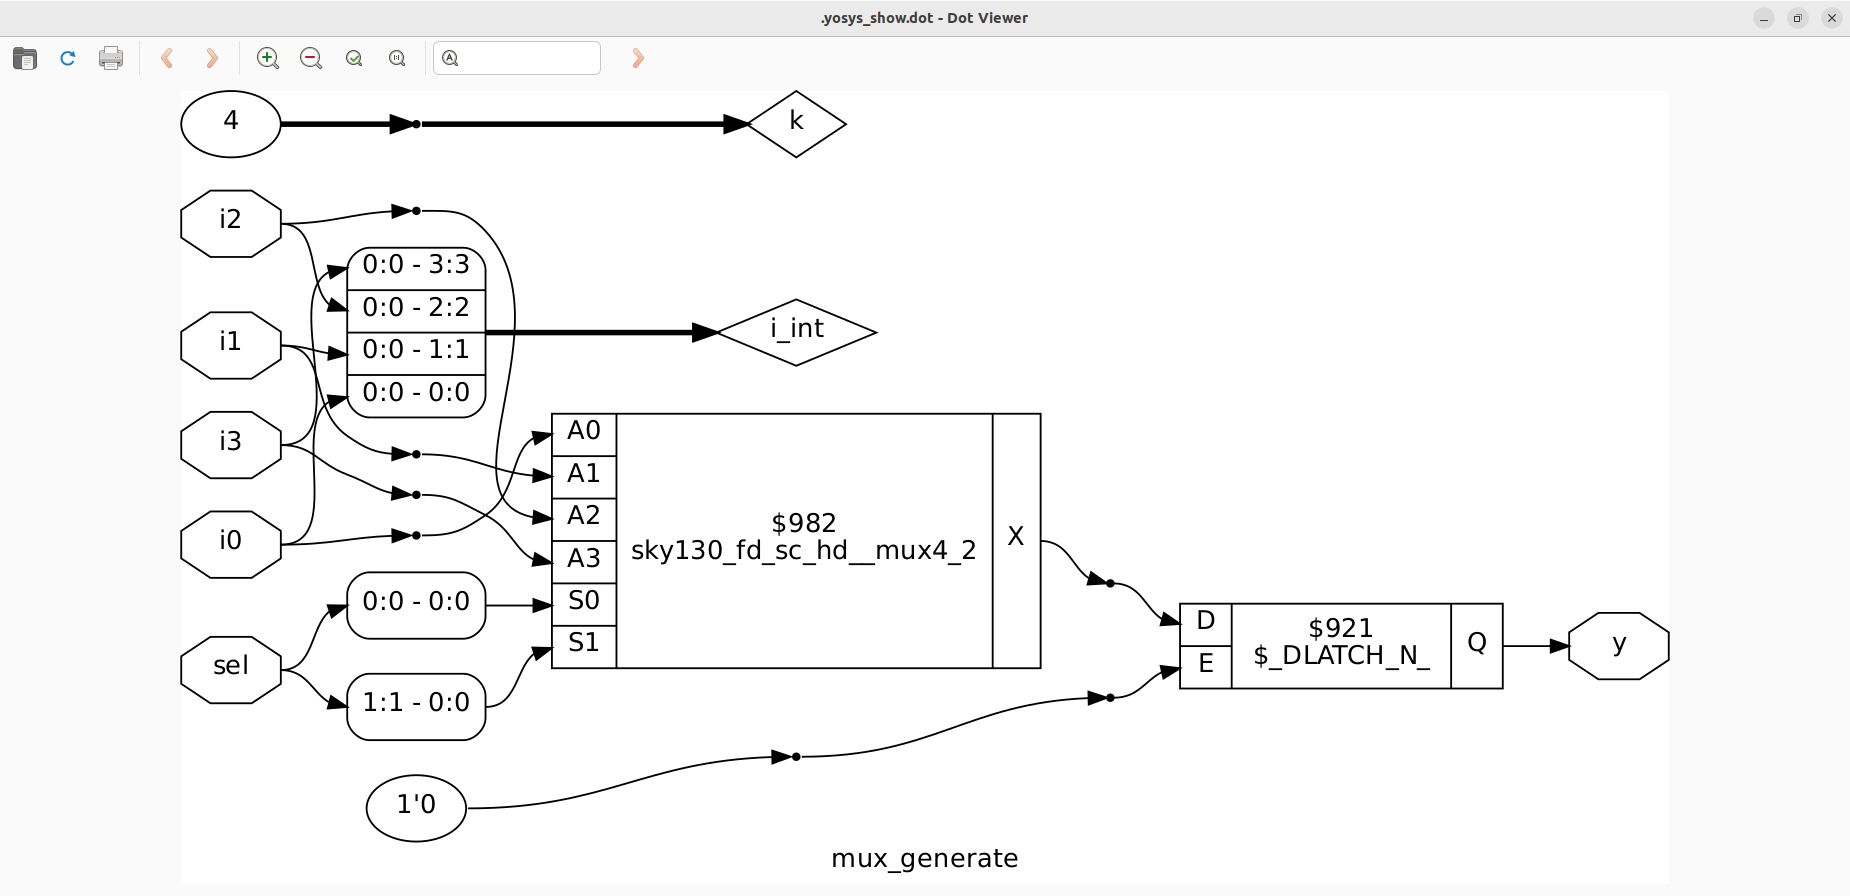 .yosys_show.dot - Dot Viewer
4
k
i2
0:0 - 3:3
0:0 - 2:2
0:0 - 1:1
0:0 - 0:0
i_int
i1
i3
i0
A0
A1
A2
A3
S0
S1
$982
sky130_fd_sc_hd__mux4_2
X
0:0 - 0:0
sel
1:1 - 0:0
D
E
$921
$_DLATCH_N_
Q
y
1'0
mux_generate